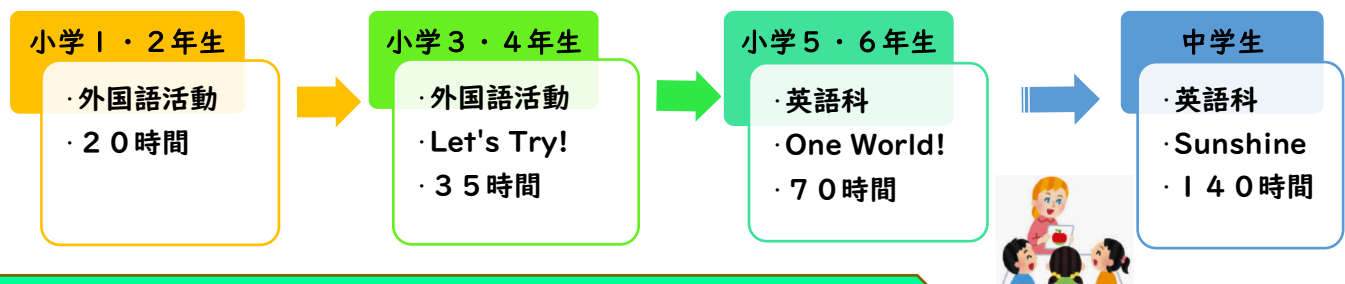 小学１・２年生
・外国語活動
・２０時間
小学３・４年生
・外国語活動
・Let's Try!
・３５時間
小学５・６年生
・英語科
・One World!
・７０時間
中学生
・英語科
・Sunshine
・１４０時間